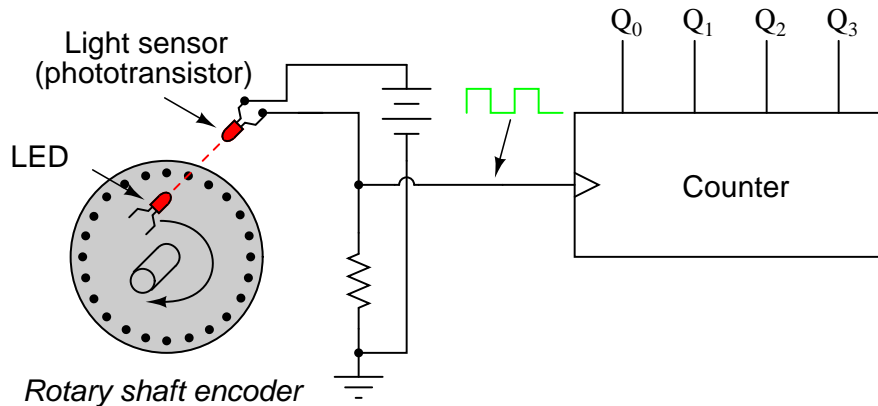 Light sensor
(phototransistor)
LED
Rotary shaft encoder
Q0 Q1 Q2 Q3
Counter